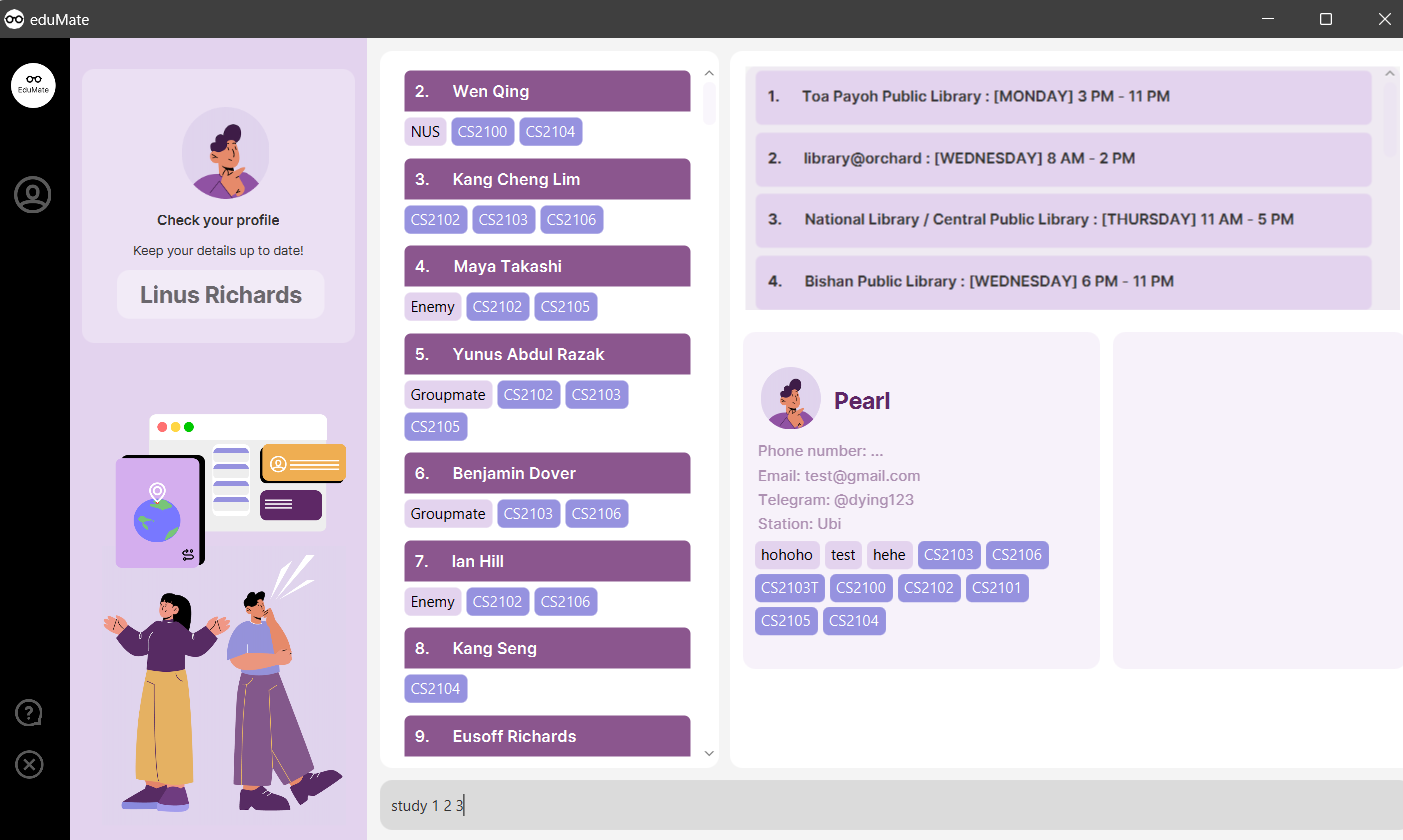 eduMate
EduMate
Check your profile
Keep your details up to date!
Linus Richards
2. Wen Qing
NUS CS2100 CS2104
3. Kang Cheng Lim
CS2102 CS2103 CS2106
4. Maya Takashi
Enemy CS2102 CS2105
5. Yunus Abdul Razak
Groupmate CS2102 CS2103
CS2105
6. Benjamin Dover
Groupmate CS2103 CS2106
7. Ian Hill
Enemy CS2102 CS2106
8. Kang Seng
CS2104
9. Eusoff Richards
1. Toa Payoh Public Library : [MONDAY] 3 PM - 11 PM
2. library@orchard : [WEDNESDAY] 8 AM - 2 PM
3. National Library / Central Public Library : [THURSDAY] 11 AM - 5 PM
4. Bishan Public Library : [WEDNESDAY] 6 PM - 11 PM
Pearl
Phone number: ...
Email: test@gmail.com
Telegram: @dying123
Station: Ubi
hohoho test hehe CS2103 CS2106
CS2103T CS2100 CS2102 CS2101
CS2105 CS2104
study 1 2 3